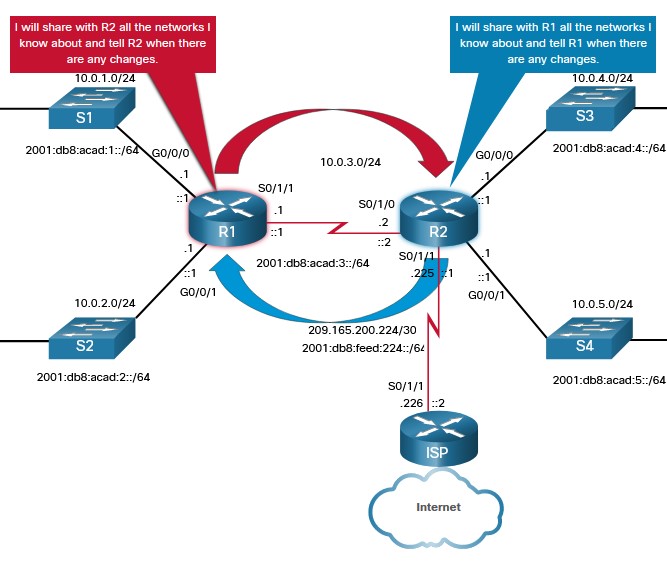 I will share with R2 all the networks I
know about and tell R2 when there
are any changes.
I will share with R1 all the networks I
know about and tell R1 when there
are any changes.
10.0.1.0/24
S1
2001:db8:acad:1::/64
G0/0/0
.1
::1
10.0.4.0/24
S3
2001:db8:acad:4::/64
G0/0/0
.1
::1
10.0.3.0/24
R1
S0/1/1
.1
::1
S0/1/0
.2
::2
R2
2001:db8:acad:3::/64
S0/1/1
.225
::1
.1
::1
G0/0/1
10.0.2.0/24
S2
2001:db8:acad:2::/64
.1
::1
G0/0/1
10.0.5.0/24
S4
2001:db8:acad:5::/64
209.165.200.224/30
2001:db8:feed:224::/64
S0/1/1
.226
::2
ISP
Internet